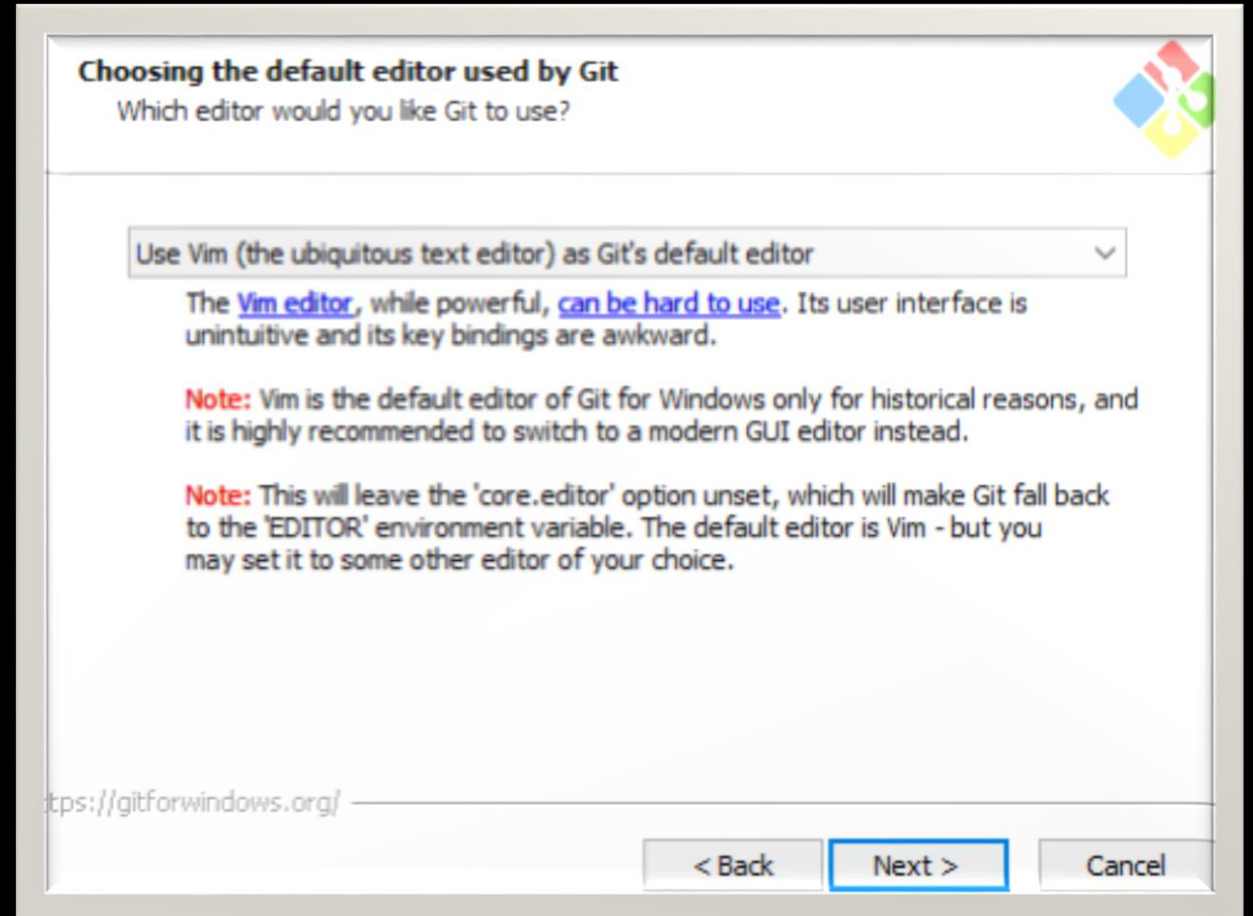 Choosing the default editor used by Git
Which editor would you like Git to use?
Use Vim (the ubiquitous text editor) as Git's default editor
The Vim editor, while powerful, can be hard to use. Its user interface is
unintuitive and its key bindings are awkward.
Note: Vim is the default editor of Git for Windows only for historical reasons, and
it is highly recommended to switch to a modern GUI editor instead.
Note: This will leave the 'core.editor' option unset, which will make Git fall back
to the 'EDITOR' environment variable. The default editor is Vim - but you
may set it to some other editor of your choice.
tps://gitforwindows.org/
< Back Next > Cancel